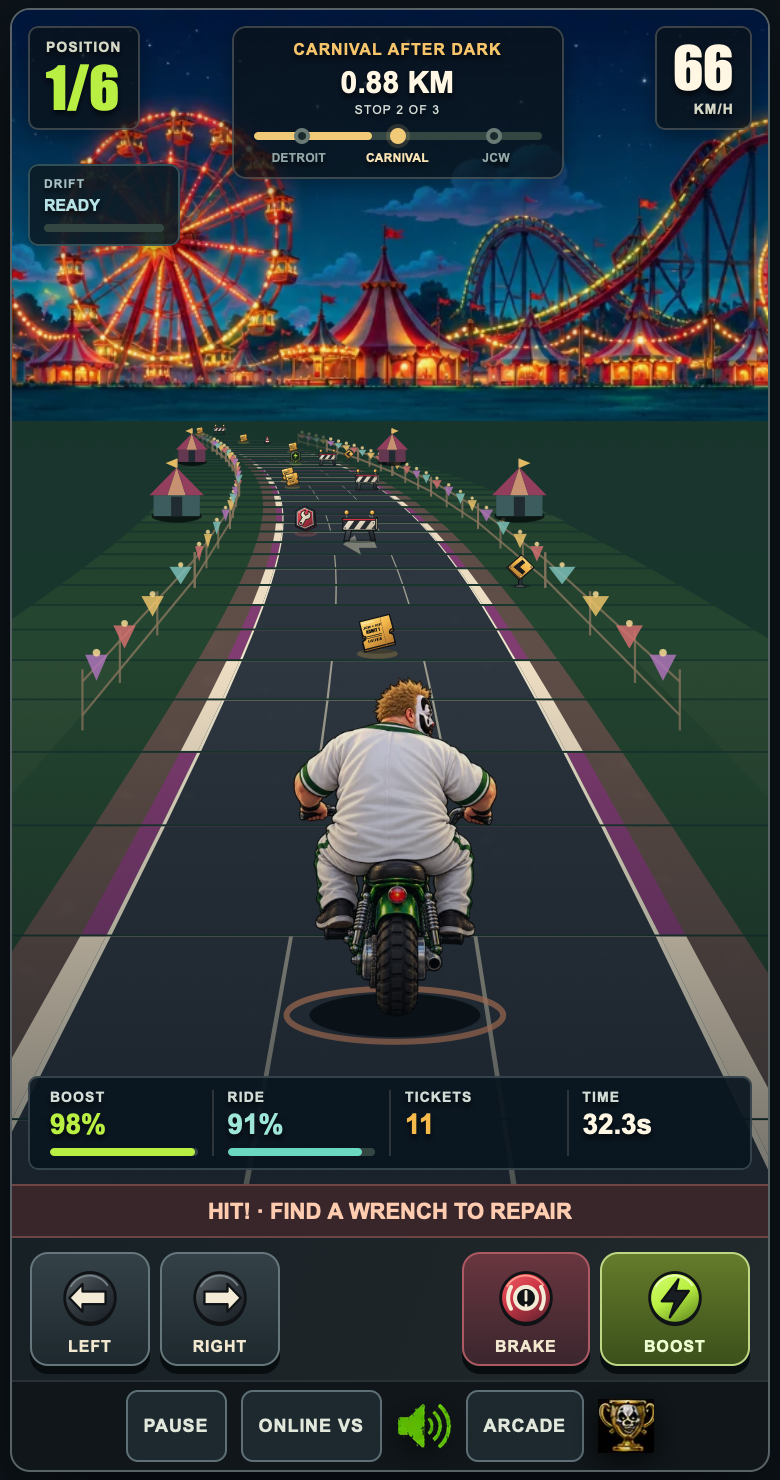 POSITION
1/6
CARNIVAL AFTER DARK
0.88 KM
STOP 2 OF 3
DETROIT
CARNIVAL
JCW
66
KM/H
DRIFT
READY
BOOST
98%
RIDE
91%
TICKETS
11
TIME
32.3s
HIT! · FIND A WRENCH TO REPAIR
LEFT
RIGHT
BRAKE
BOOST
PAUSE
ONLINE VS
ARCADE